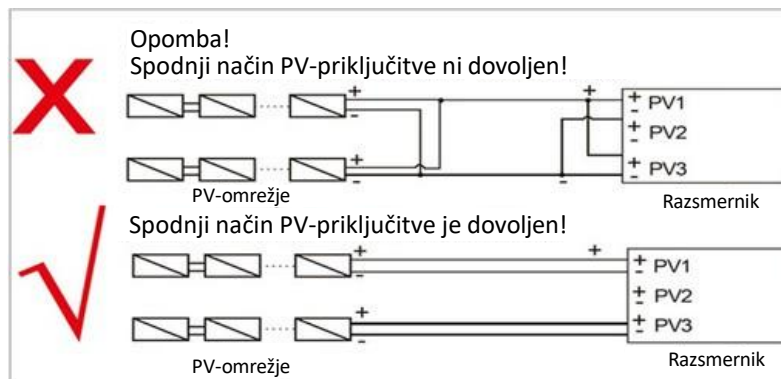 Opomba!
Spodnji način PV-priključitve ni dovoljen!
+ + + PV1
- -
+ PV2
-
+ + PV3
- - -
PV-omrežje Razsmernik
Spodnji način PV-priključitve je dovoljen!
+ + + PV1
- -
+ PV2
-
+ + PV3
- -
PV-omrežje Razsmernik